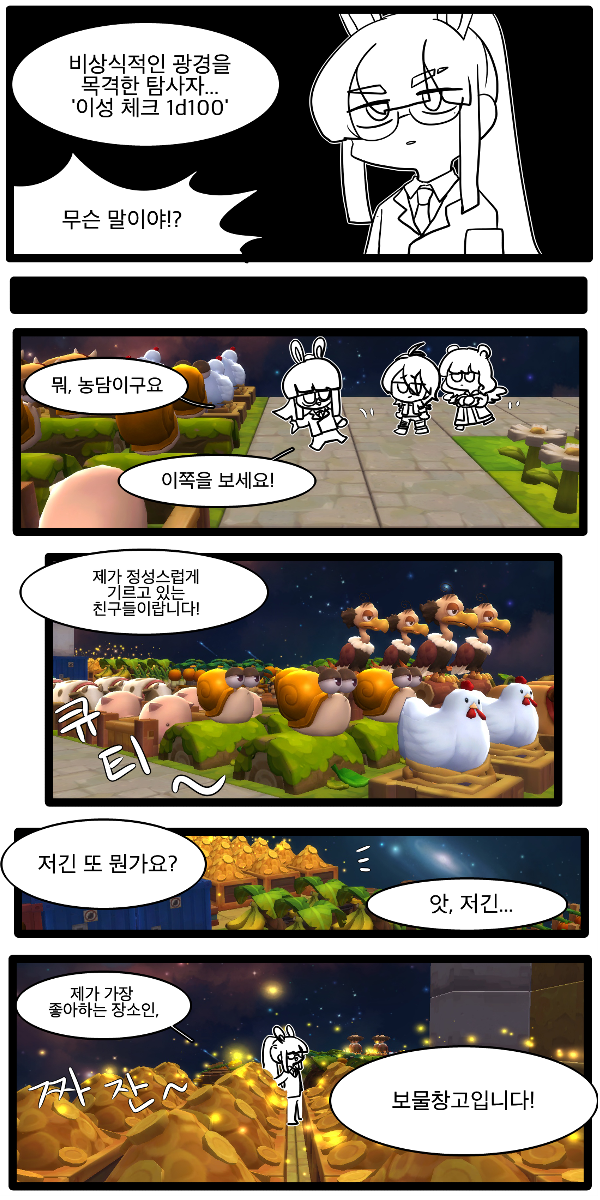 비상식적인 광경을
목격한 탐사자...
'이성 체크 1d100'
무슨 말이야!?
뭐, 농담이구요
이쪽을 보세요!
제가 정성스럽게
기르고 있는
친구들이랍니다!
큐
티~
저긴 또 뭔가요?
앗, 저긴...
제가 가장
좋아하는 장소인,
짜잔~
보물창고입니다!